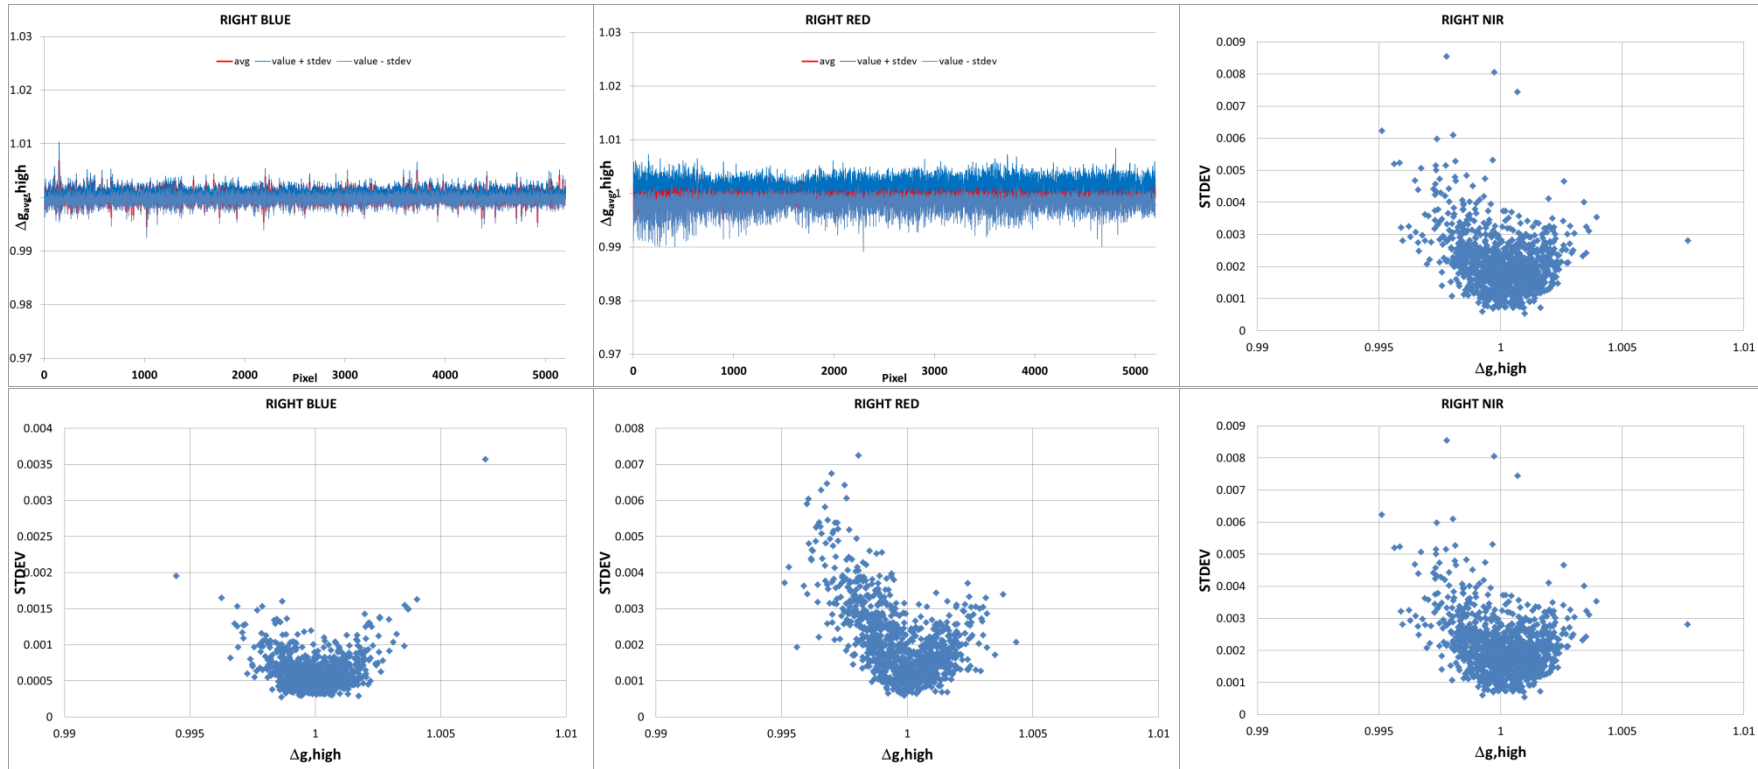 RIGHT BLUE
1.03
avg value + stdev value - stdev
1.02
1.01
1
0.99
0.98
0.97
Δgavg,high
0 1000 2000 3000 4000 5000
Pixel
RIGHT RED
1.03
avg value + stdev value - stdev
1.02
1.01
1
0.99
0.98
0.97
Δgavg,high
0 1000 2000 3000 4000 5000
Pixel
RIGHT NIR
0.009
0.008
0.007
0.006
0.005
0.004
0.003
0.002
0.001
0
STDEV
0.99 0.995 1 1.005 1.01
Δg,high
RIGHT BLUE
0.004
0.0035
0.003
0.0025
0.002
0.0015
0.001
0.0005
0
STDEV
0.99 0.995 1 1.005 1.01
Δg,high
RIGHT RED
0.008
0.007
0.006
0.005
0.004
0.003
0.002
0.001
0
STDEV
0.99 0.995 1 1.005 1.01
Δg,high
RIGHT NIR
0.009
0.008
0.007
0.006
0.005
0.004
0.003
0.002
0.001
0
STDEV
0.99 0.995 1 1.005 1.01
Δg,high